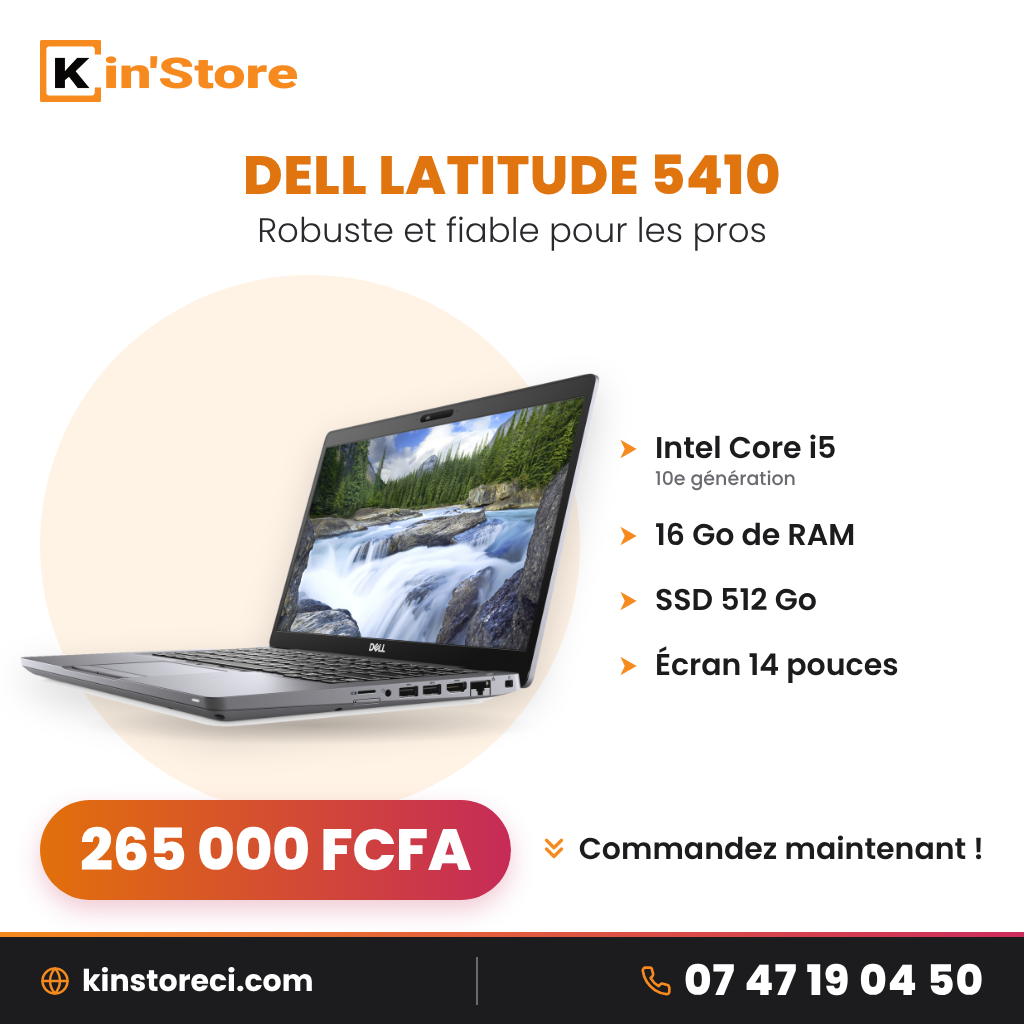 Kin'Store
DELL LATITUDE 5410
Robuste et fiable pour les pros
Intel Core i5
10e génération
16 Go de RAM
SSD 512 Go
Écran 14 pouces
DELL
265 000 FCFA
Commandez maintenant !
kinstoreci.com
07 47 19 04 50